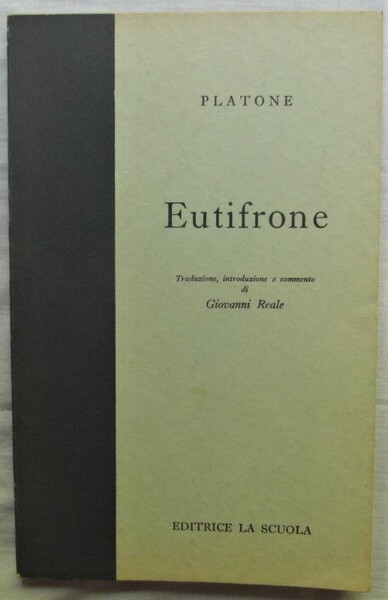 PLATONE
Eutifrone
Traduzione, introduzione e commento
di
Giovanni Reale
EDITRICE LA SCUOLA